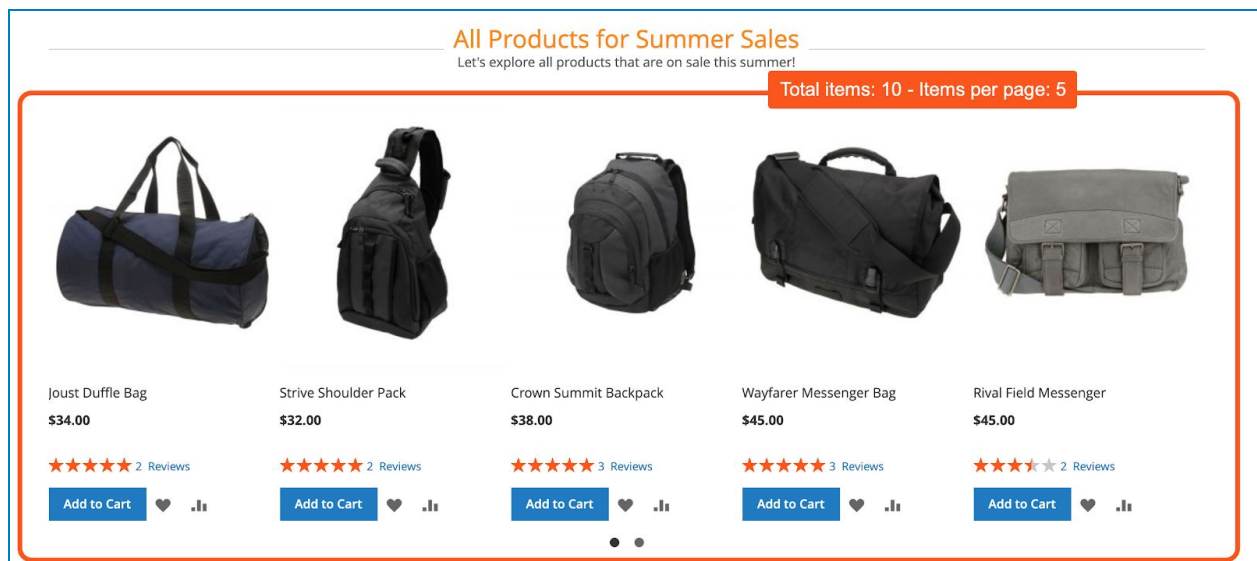 All Products for Summer Sales
Let's explore all products that are on sale this summer!
Total items: 10 - Items per page: 5
Joust Duffle Bag
$34.00
2 Reviews
Add to Cart
Strive Shoulder Pack
$32.00
2 Reviews
Add to Cart
Crown Summit Backpack
$38.00
3 Reviews
Add to Cart
Wayfarer Messenger Bag
$45.00
3 Reviews
Add to Cart
Rival Field Messenger
$45.00
2 Reviews
Add to Cart